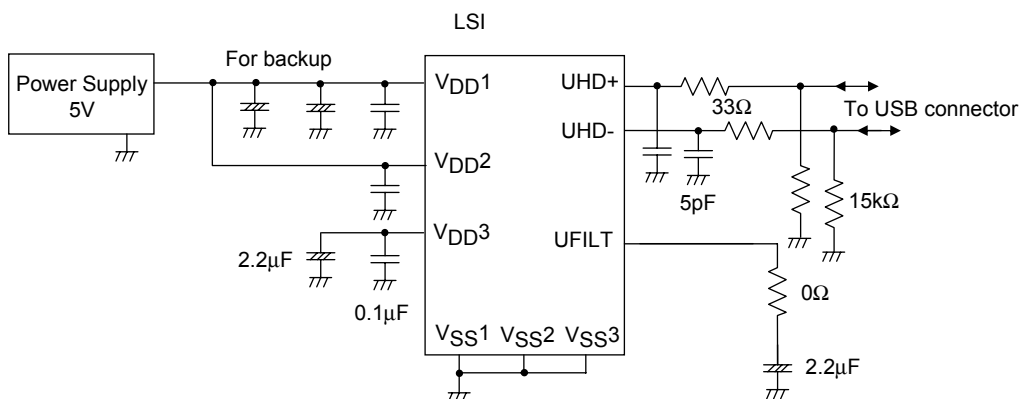 LSI
For backup
Power Supply
5V
VDD1
UHD+
33Ω
To USB connector
UHD-
VDD2
5pF
15kΩ
VDD3
UFILT
2.2μF
0.1μF
0Ω
VSS1
VSS2
VSS3
2.2μF